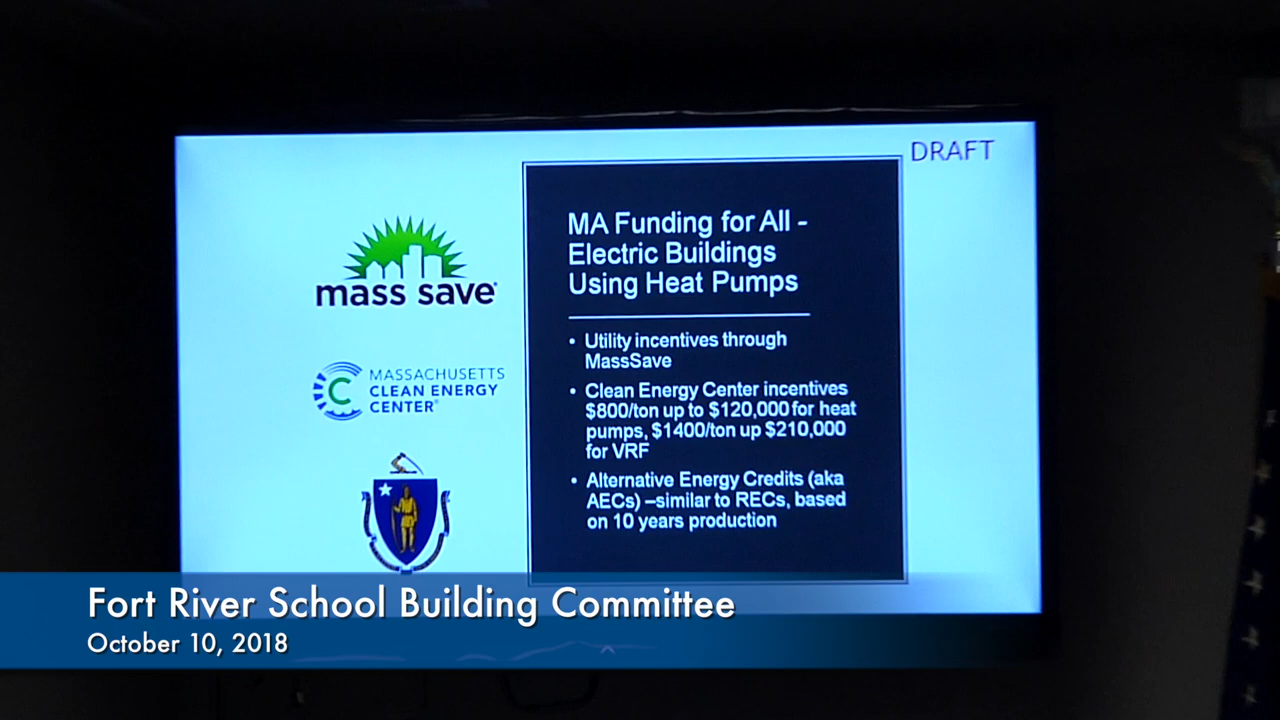 DRAFT
MA Funding for All -
Electric Buildings
Using Heat Pumps
• Utility incentives through
MassSave
• Clean Energy Center incentives
$800/ton up to $120,000 for heat
pumps, $1400/ton up $210,000
for VRF
• Alternative Energy Credits (aka
AECs) –similar to RECs, based
on 10 years production
mass save®
MASSACHUSETTS
CLEAN ENERGY
CENTER®
Fort River School Building Committee
October 10, 2018